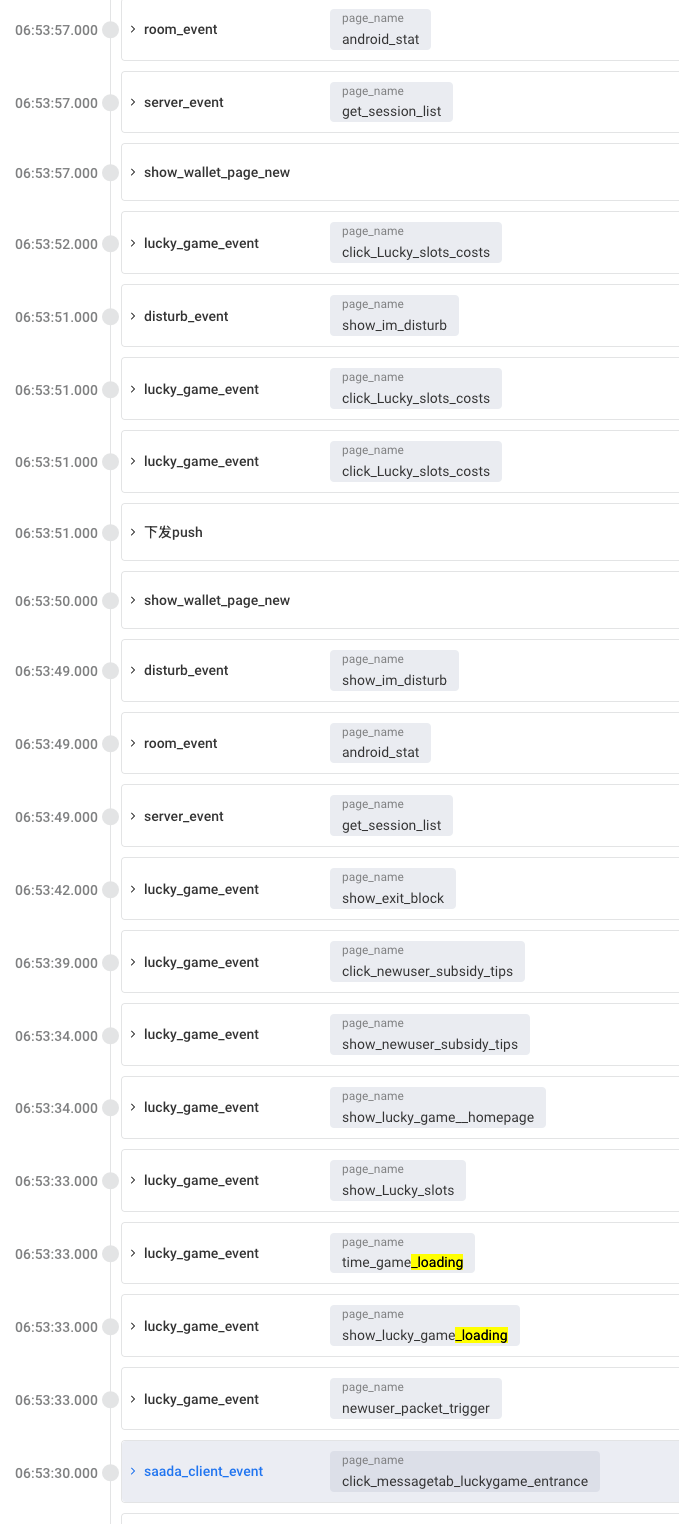 06:53:57.000 room_event page_name
android_stat
06:53:57.000 server_event page_name
get_session_list
06:53:57.000 show_wallet_page_new
06:53:52.000 lucky_game_event page_name
click_Lucky_slots_costs
06:53:51.000 disturb_event page_name
show_im_disturb
06:53:51.000 lucky_game_event page_name
click_Lucky_slots_costs
06:53:51.000 lucky_game_event page_name
click_Lucky_slots_costs
06:53:51.000 下发push
06:53:50.000 show_wallet_page_new
06:53:49.000 disturb_event page_name
show_im_disturb
06:53:49.000 room_event page_name
android_stat
06:53:49.000 server_event page_name
get_session_list
06:53:42.000 lucky_game_event page_name
show_exit_block
06:53:39.000 lucky_game_event page_name
click_newuser_subsidy_tips
06:53:34.000 lucky_game_event page_name
show_newuser_subsidy_tips
06:53:34.000 lucky_game_event page_name
show_lucky_game__homepage
06:53:33.000 lucky_game_event page_name
show_Lucky_slots
06:53:33.000 lucky_game_event page_name
time_game_loading
06:53:33.000 lucky_game_event page_name
show_lucky_game_loading
06:53:33.000 lucky_game_event page_name
newuser_packet_trigger
06:53:30.000 saada_client_event page_name
click_messagetab_luckygame_entrance